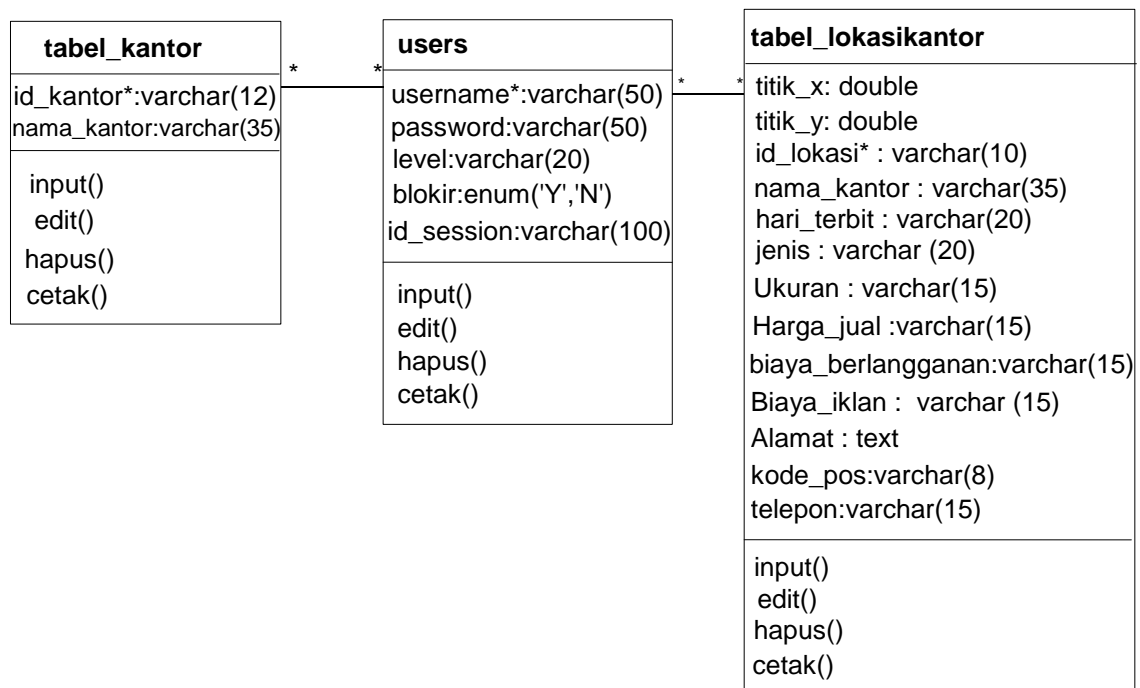 tabel_kantor
id_kantor*:varchar(12)
nama_kantor:varchar(35)
input()
edit()
hapus()
cetak()
* *
users
username*:varchar(50)
password:varchar(50)
level:varchar(20)
blokir:enum('Y','N')
id_session:varchar(100)
input()
edit()
hapus()
cetak()
* *
tabel_lokasikantor
titik_x: double
titik_y: double
id_lokasi* : varchar(10)
nama_kantor : varchar(35)
hari_terbit : varchar(20)
jenis : varchar (20)
Ukuran : varchar(15)
Harga_jual :varchar(15)
biaya_berlangganan:varchar(15)
Biaya_iklan : varchar (15)
Alamat : text
kode_pos:varchar(8)
telepon:varchar(15)
input()
edit()
hapus()
cetak()